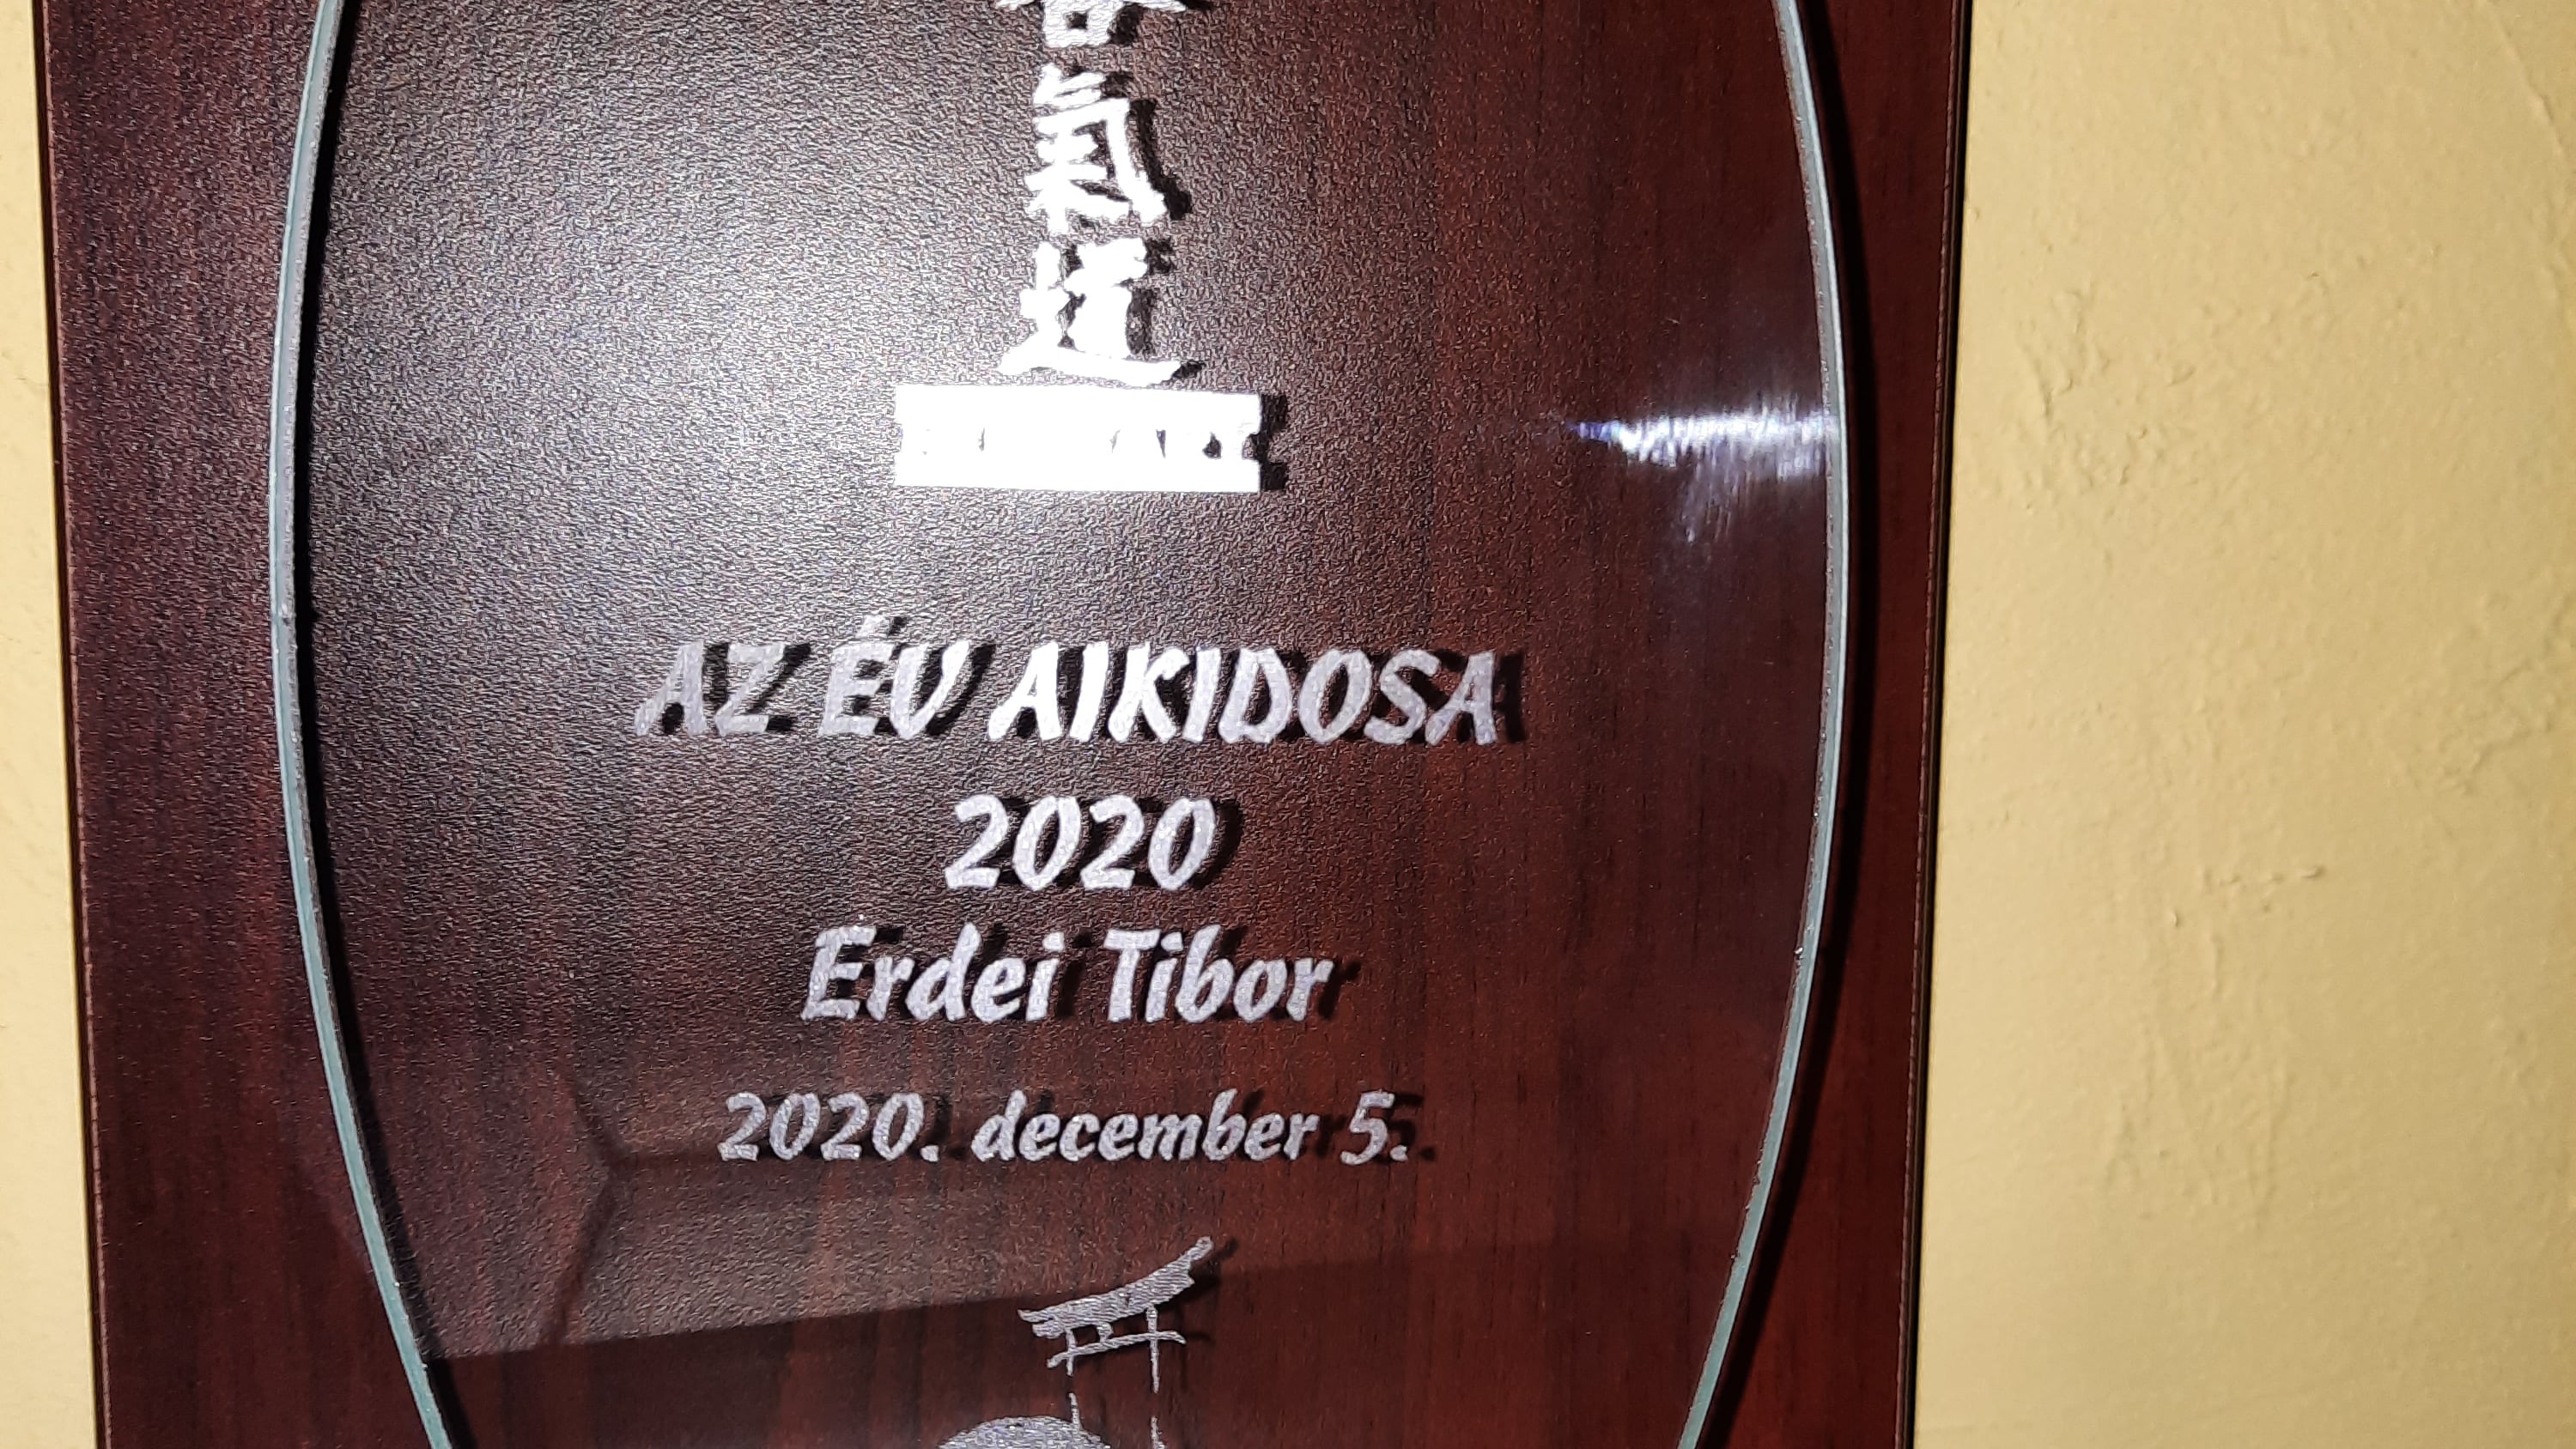 氣
道
AZ ÉV AIKIDOSA
2020
Erdei Tibor
2020. december 5.